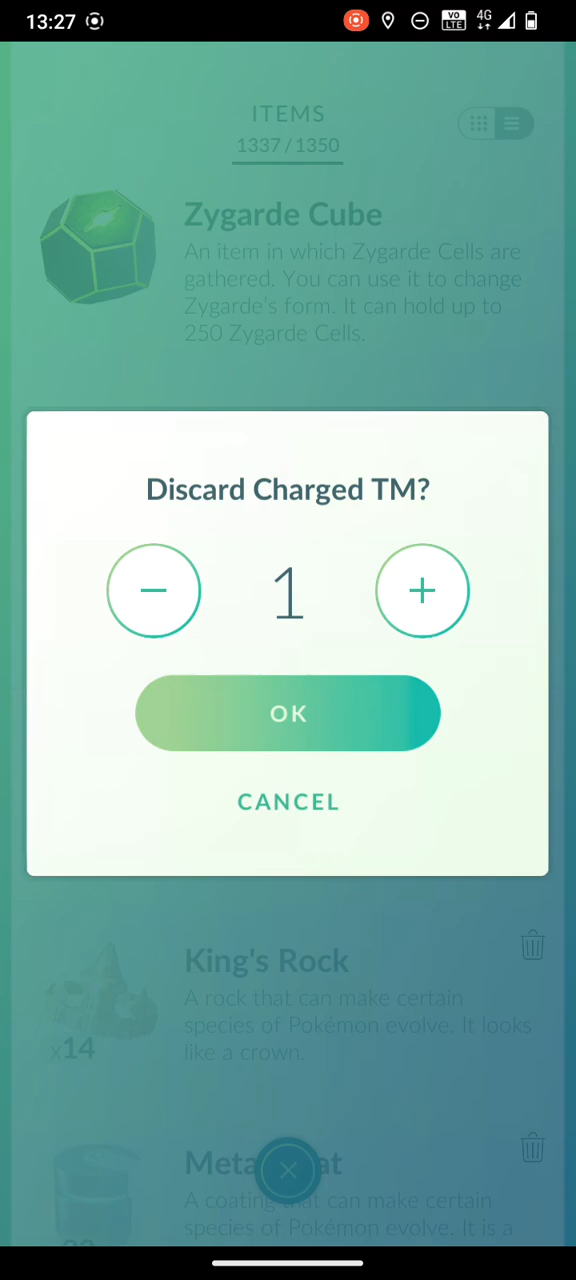 13:27
VO
LTE
4G
ITEMS
1337 / 1350
Zygarde Cube
An item in which Zygarde Cells are
gathered. You can use it to change
Zygarde's form. It can hold up to
250 Zygarde Cells.
Discard Charged TM?
1
OK
CANCEL
King's Rock
A rock that can make certain
species of Pokémon evolve. It looks
like a crown.
x14
A coating that can make certain
species of Pokémon evolve. It is a